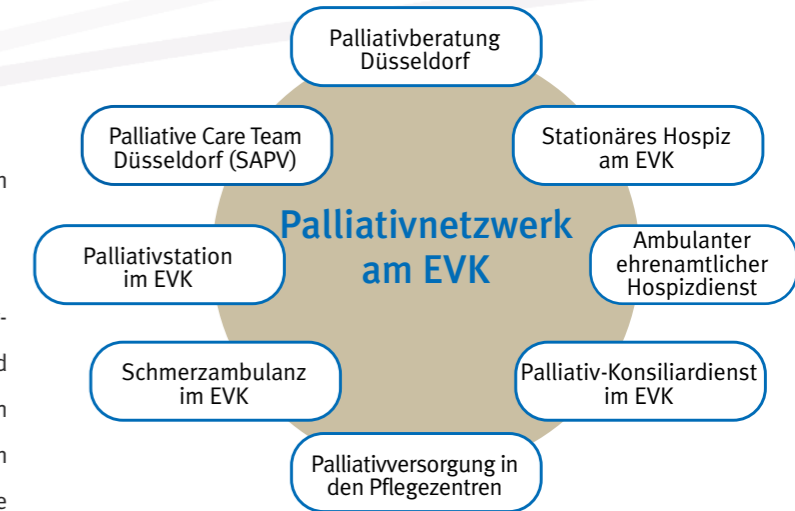 Palliativberatung
Düsseldorf
Palliative Care Team
Düsseldorf (SAPV)
Stationäres Hospiz
am EVK
Palliativnetzwerk
am EVK
Palliativstation
im EVK
Ambulanter
ehrenamtlicher
Hospizdienst
Schmerzambulanz
im EVK
Palliativ-Konsiliardienst
im EVK
Palliativversorgung in
den Pflegezentren